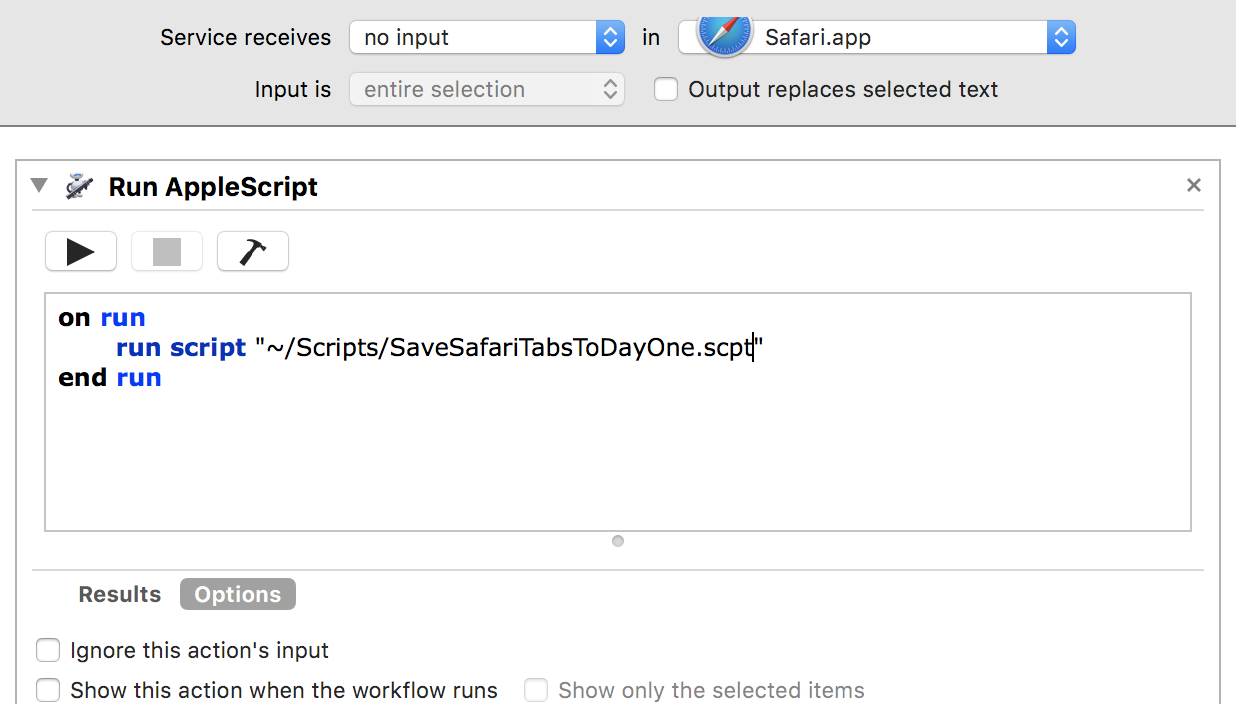 Service receives no input in Safari.app
Input is entire selection Output replaces selected text
Run AppleScript
on run
run script "~/Scripts/SaveSafariTabsToDayOne.scpt"
end run
Results Options
Ignore this action's input
Show this action when the workflow runs Show only the selected items